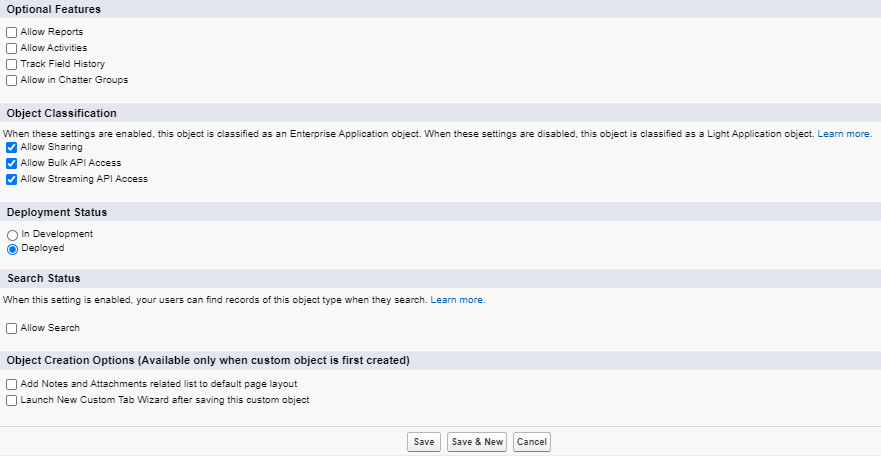 Optional Features
Allow Reports
Allow Activities
Track Field History
Allow in Chatter Groups
Object Classification
When these settings are enabled, this object is classified as an Enterprise Application object. When these settings are disabled, this object is classified as a Light Application object. Learn more.
Allow Sharing
Allow Bulk API Access
Allow Streaming API Access
Deployment Status
In Development
Deployed
Search Status
When this setting is enabled, your users can find records of this object type when they search. Learn more.
Allow Search
Object Creation Options (Available only when custom object is first created)
Add Notes and Attachments related list to default page layout
Launch New Custom Tab Wizard after saving this custom object
Save Save & New Cancel